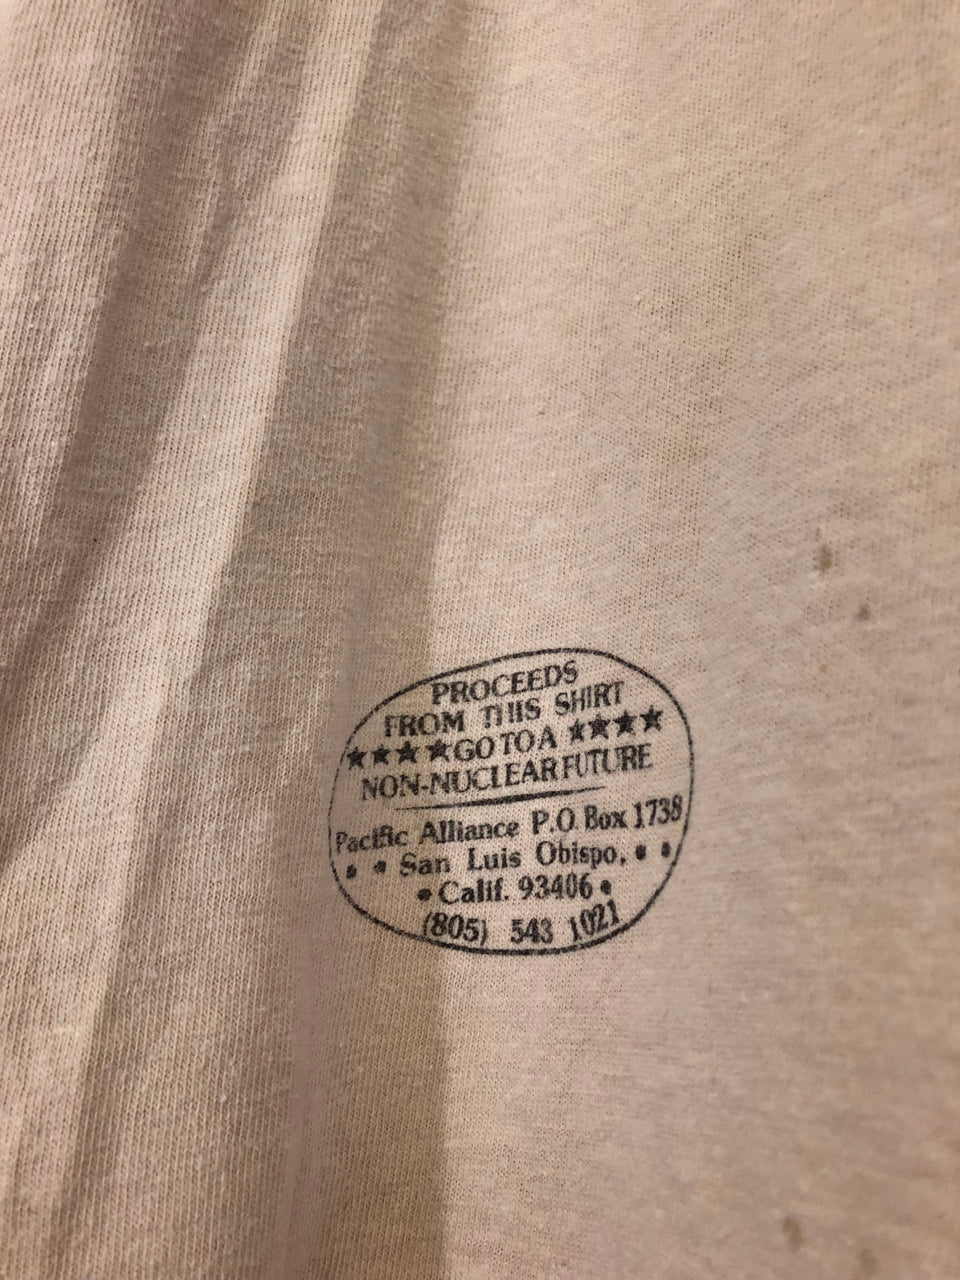 PROCEEDS
FROM THIS SHIRT
★★★★GO TO A ★★★★
NON-NUCLEAR FUTURE
Pacific Alliance P.O. Box 1738
• • San Luis Obispo, • •
• Calif. 93406 •
(805) 543 1021